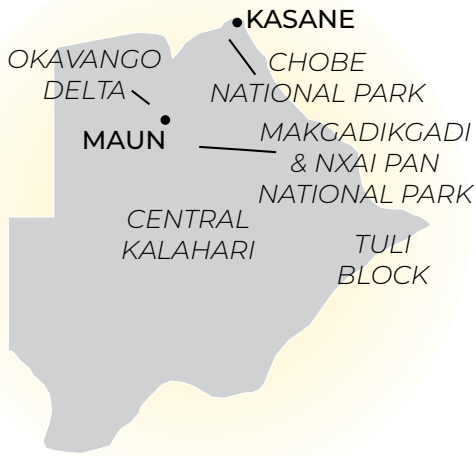 KASANE
OKAVANGO
DELTA
CHOBE
NATIONAL PARK
MAUN
MAKGADIKGADI
& NXAI PAN
NATIONAL PARK
CENTRAL
KALAHARI
TULI
BLOCK